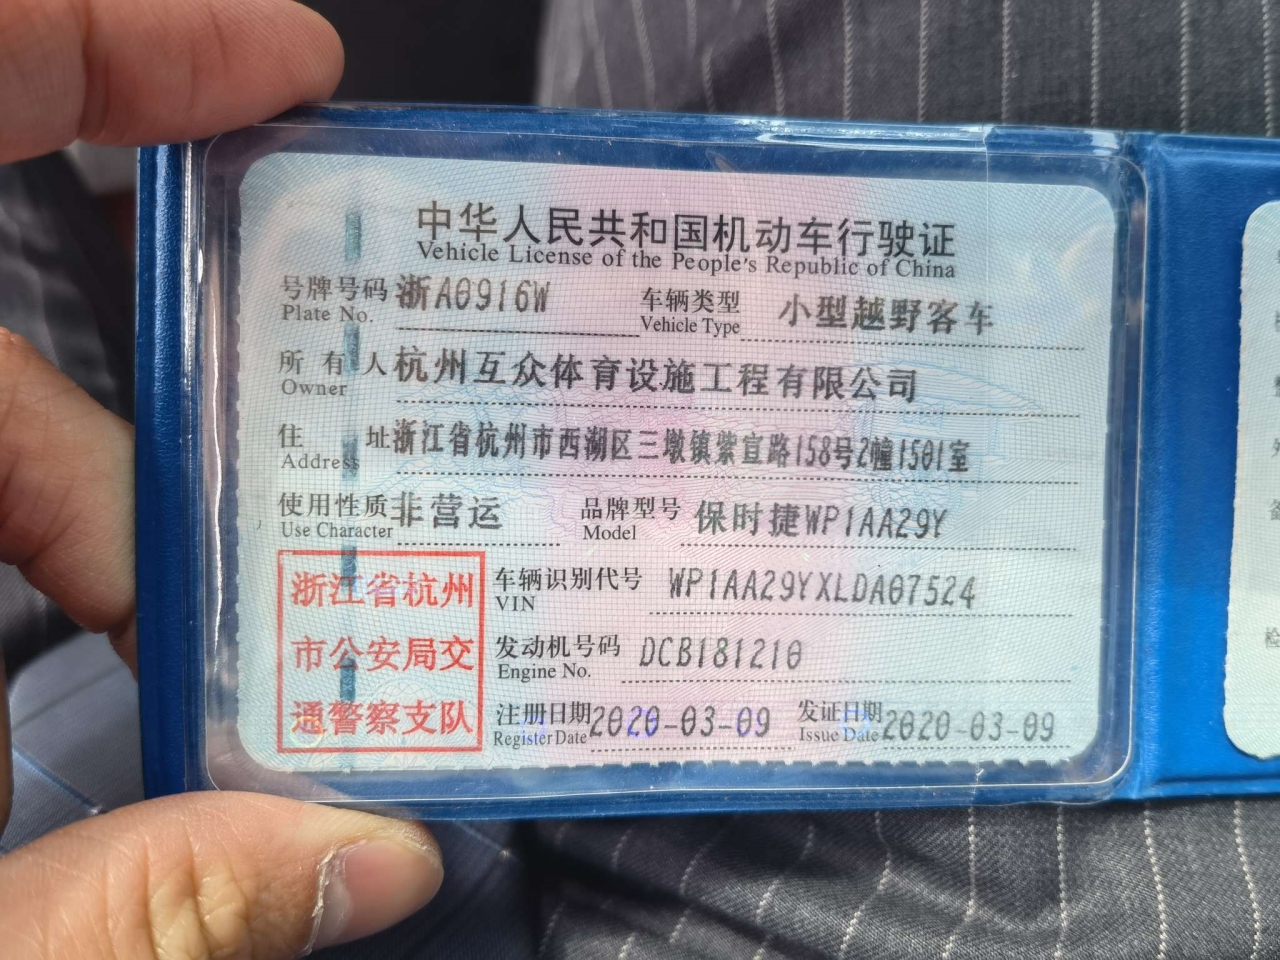 中华人民共和国机动车行驶证
Vehicle License of the People's Republic of China
号牌号码 浙A0916W 车辆类型 小型越野客车
Plate No. Vehicle Type
所有人 杭州互众体育设施工程有限公司
Owner
住址 浙江省杭州市西湖区三墩镇紫宣路158号2幢1501室
Address
使用性质 非营运 品牌型号 保时捷WP1AA29Y
Use Character Model
浙江省杭州
市公安局交
通警察支队
车辆识别代号 WP1AA29YXLDA07524
VIN
发动机号码 DCB181210
Engine No.
注册日期 2020-03-09 发证日期 2020-03-09
Register Date Issue Date
检